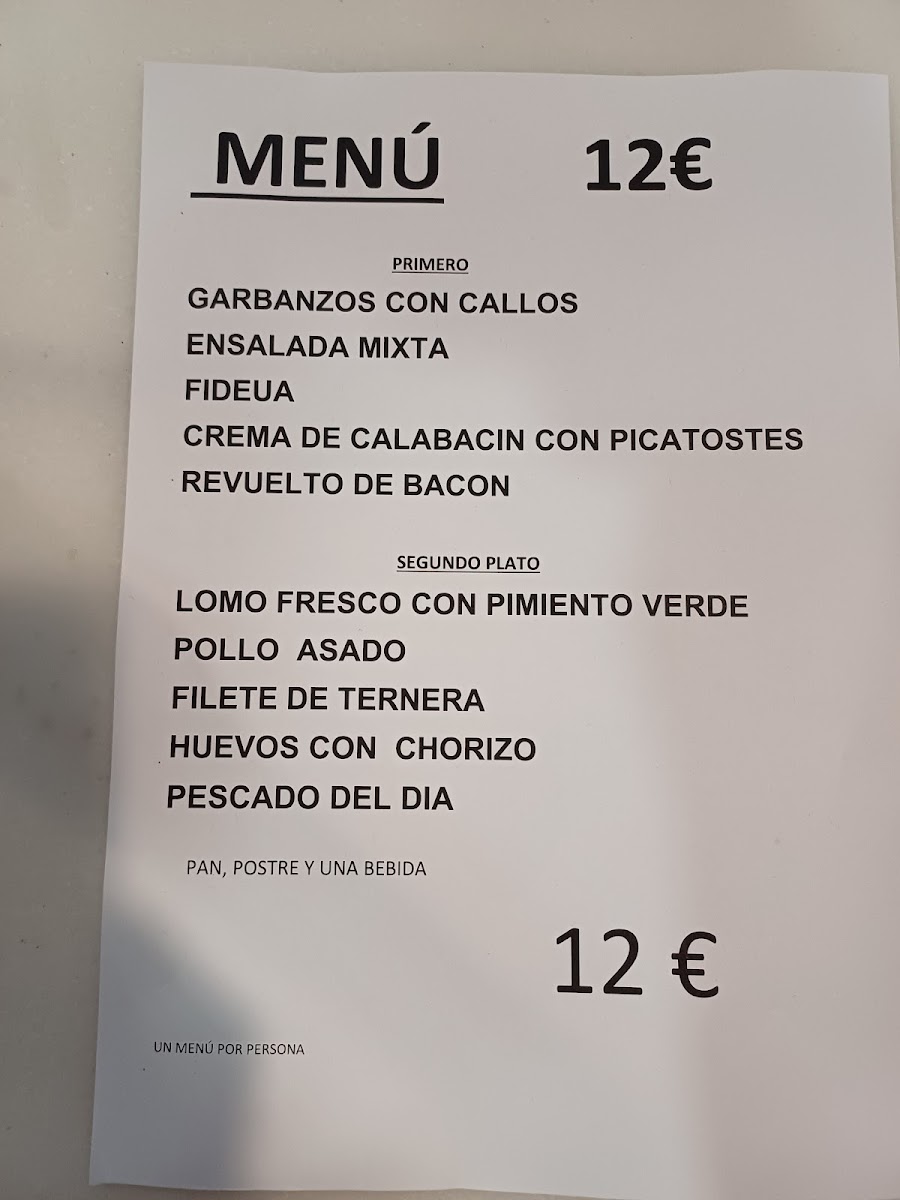 MENÚ 12€
PRIMERO
GARBANZOS CON CALLOS
ENSALADA MIXTA
FIDEUA
CREMA DE CALABACIN CON PICATOSTES
REVUELTO DE BACON
SEGUNDO PLATO
LOMO FRESCO CON PIMIENTO VERDE
POLLO ASADO
FILETE DE TERNERA
HUEVOS CON CHORIZO
PESCADO DEL DIA
PAN, POSTRE Y UNA BEBIDA
12 €
UN MENÚ POR PERSONA